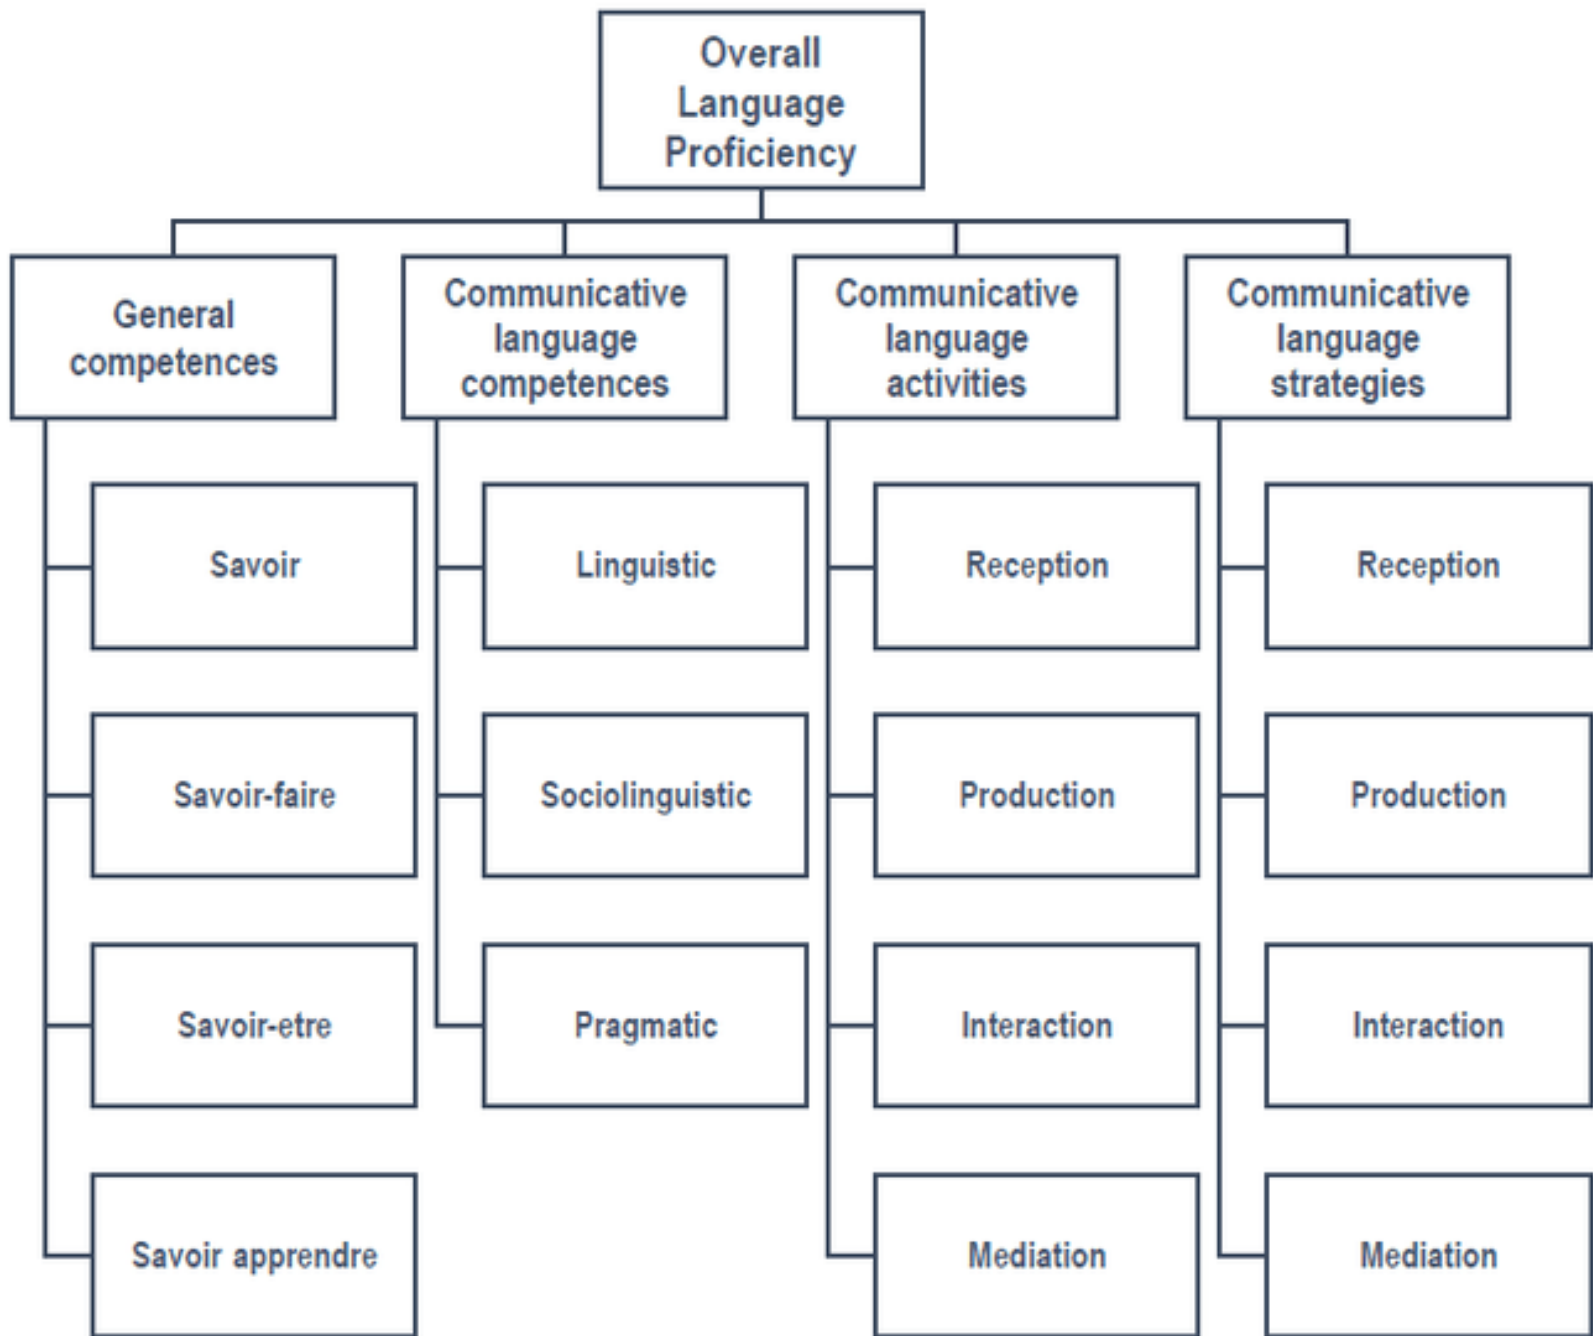 Overall
Language
Proficiency
General
competences
Communicative
language
competences
Communicative
language
activities
Communicative
language
strategies
Savoir
Linguistic
Reception
Reception
Savoir-faire
Sociolinguistic
Production
Production
Savoir-etre
Pragmatic
Interaction
Interaction
Savoir apprendre
Mediation
Mediation